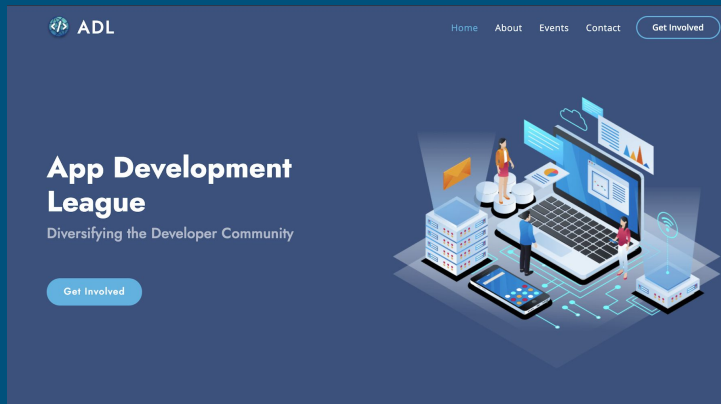 ADL
Home About Events Contact Get Involved
App Development
League
Diversifying the Developer Community
Get Involved